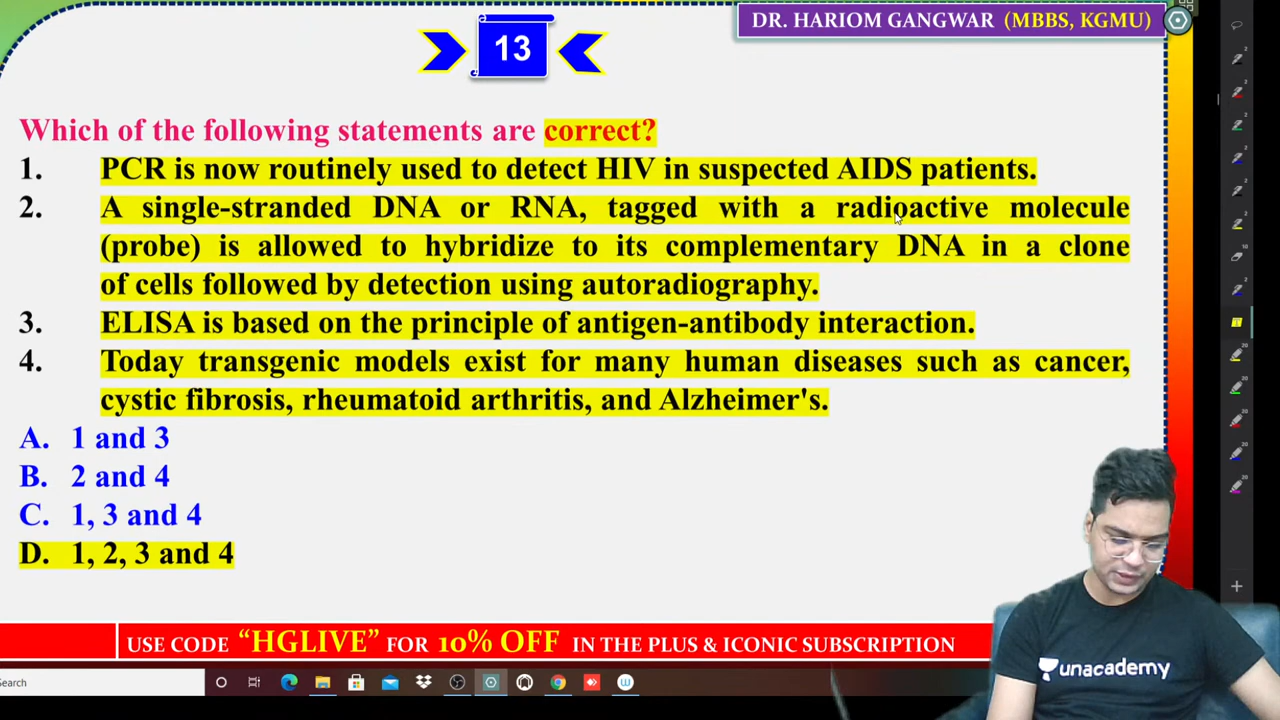 DR. HARIOM GANGWAR (MBBS, KGMU)
13
Which of the following statements are correct?
1. PCR is now routinely used to detect HIV in suspected AIDS patients.
2. A single-stranded DNA or RNA, tagged with a radioactive molecule
(probe) is allowed to hybridize to its complementary DNA in a clone
of cells followed by detection using autoradiography.
3. ELISA is based on the principle of antigen-antibody interaction.
4. Today transgenic models exist for many human diseases such as cancer,
cystic fibrosis, rheumatoid arthritis, and Alzheimer's.
A. 1 and 3
B. 2 and 4
C. 1, 3 and 4
D. 1, 2, 3 and 4
unacademy
USE CODE “HGLIVE” FOR 10% OFF IN THE PLUS & ICONIC SUBSCRIPTION
Search